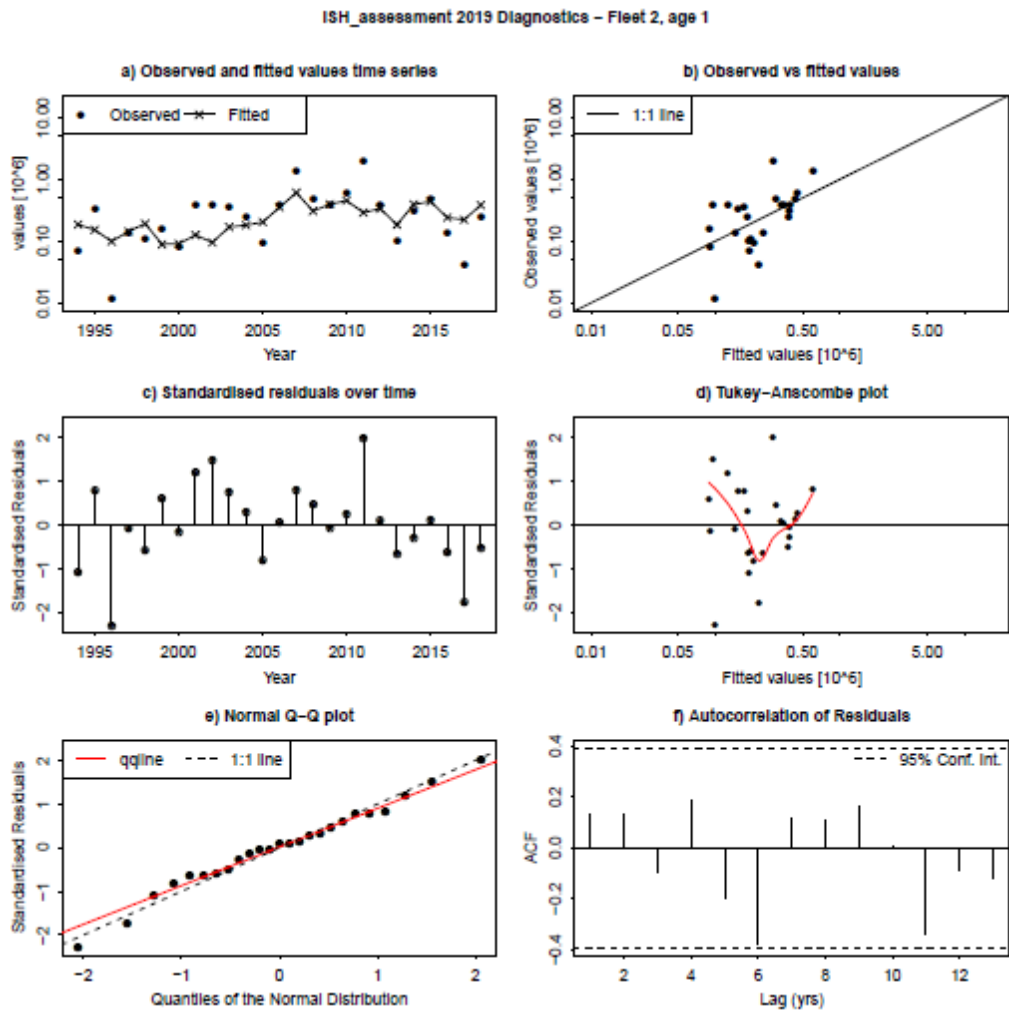 ISH_assessment 2019 Diagnostics – Fleet 2, age 1
a) Observed and fitted values time series
values [10^6]
0.01 0.10 1.00 10.00
Observed Fitted
1995 2000 2005 2010 2015
Year
b) Observed vs fitted values
Observed values [10^6]
0.01 0.10 1.00 10.00
1:1 line
0.01 0.05 0.50 5.00
Fitted values [10^6]
c) Standardised residuals over time
Standardised Residuals
−2 −1 0 1 2
1995 2000 2005 2010 2015
Year
d) Tukey−Anscombe plot
Standardised Residuals
−2 −1 0 1 2
0.01 0.05 0.50 5.00
Fitted values [10^6]
e) Normal Q−Q plot
Standardised Residuals
−2 −1 0 1 2
qqline 1:1 line
−2 −1 0 1 2
Quantiles of the Normal Distribution
f) Autocorrelation of Residuals
ACF
−0.4 −0.2 0.0 0.2 0.4
95% Conf. Int.
2 4 6 8 10 12
Lag (yrs)